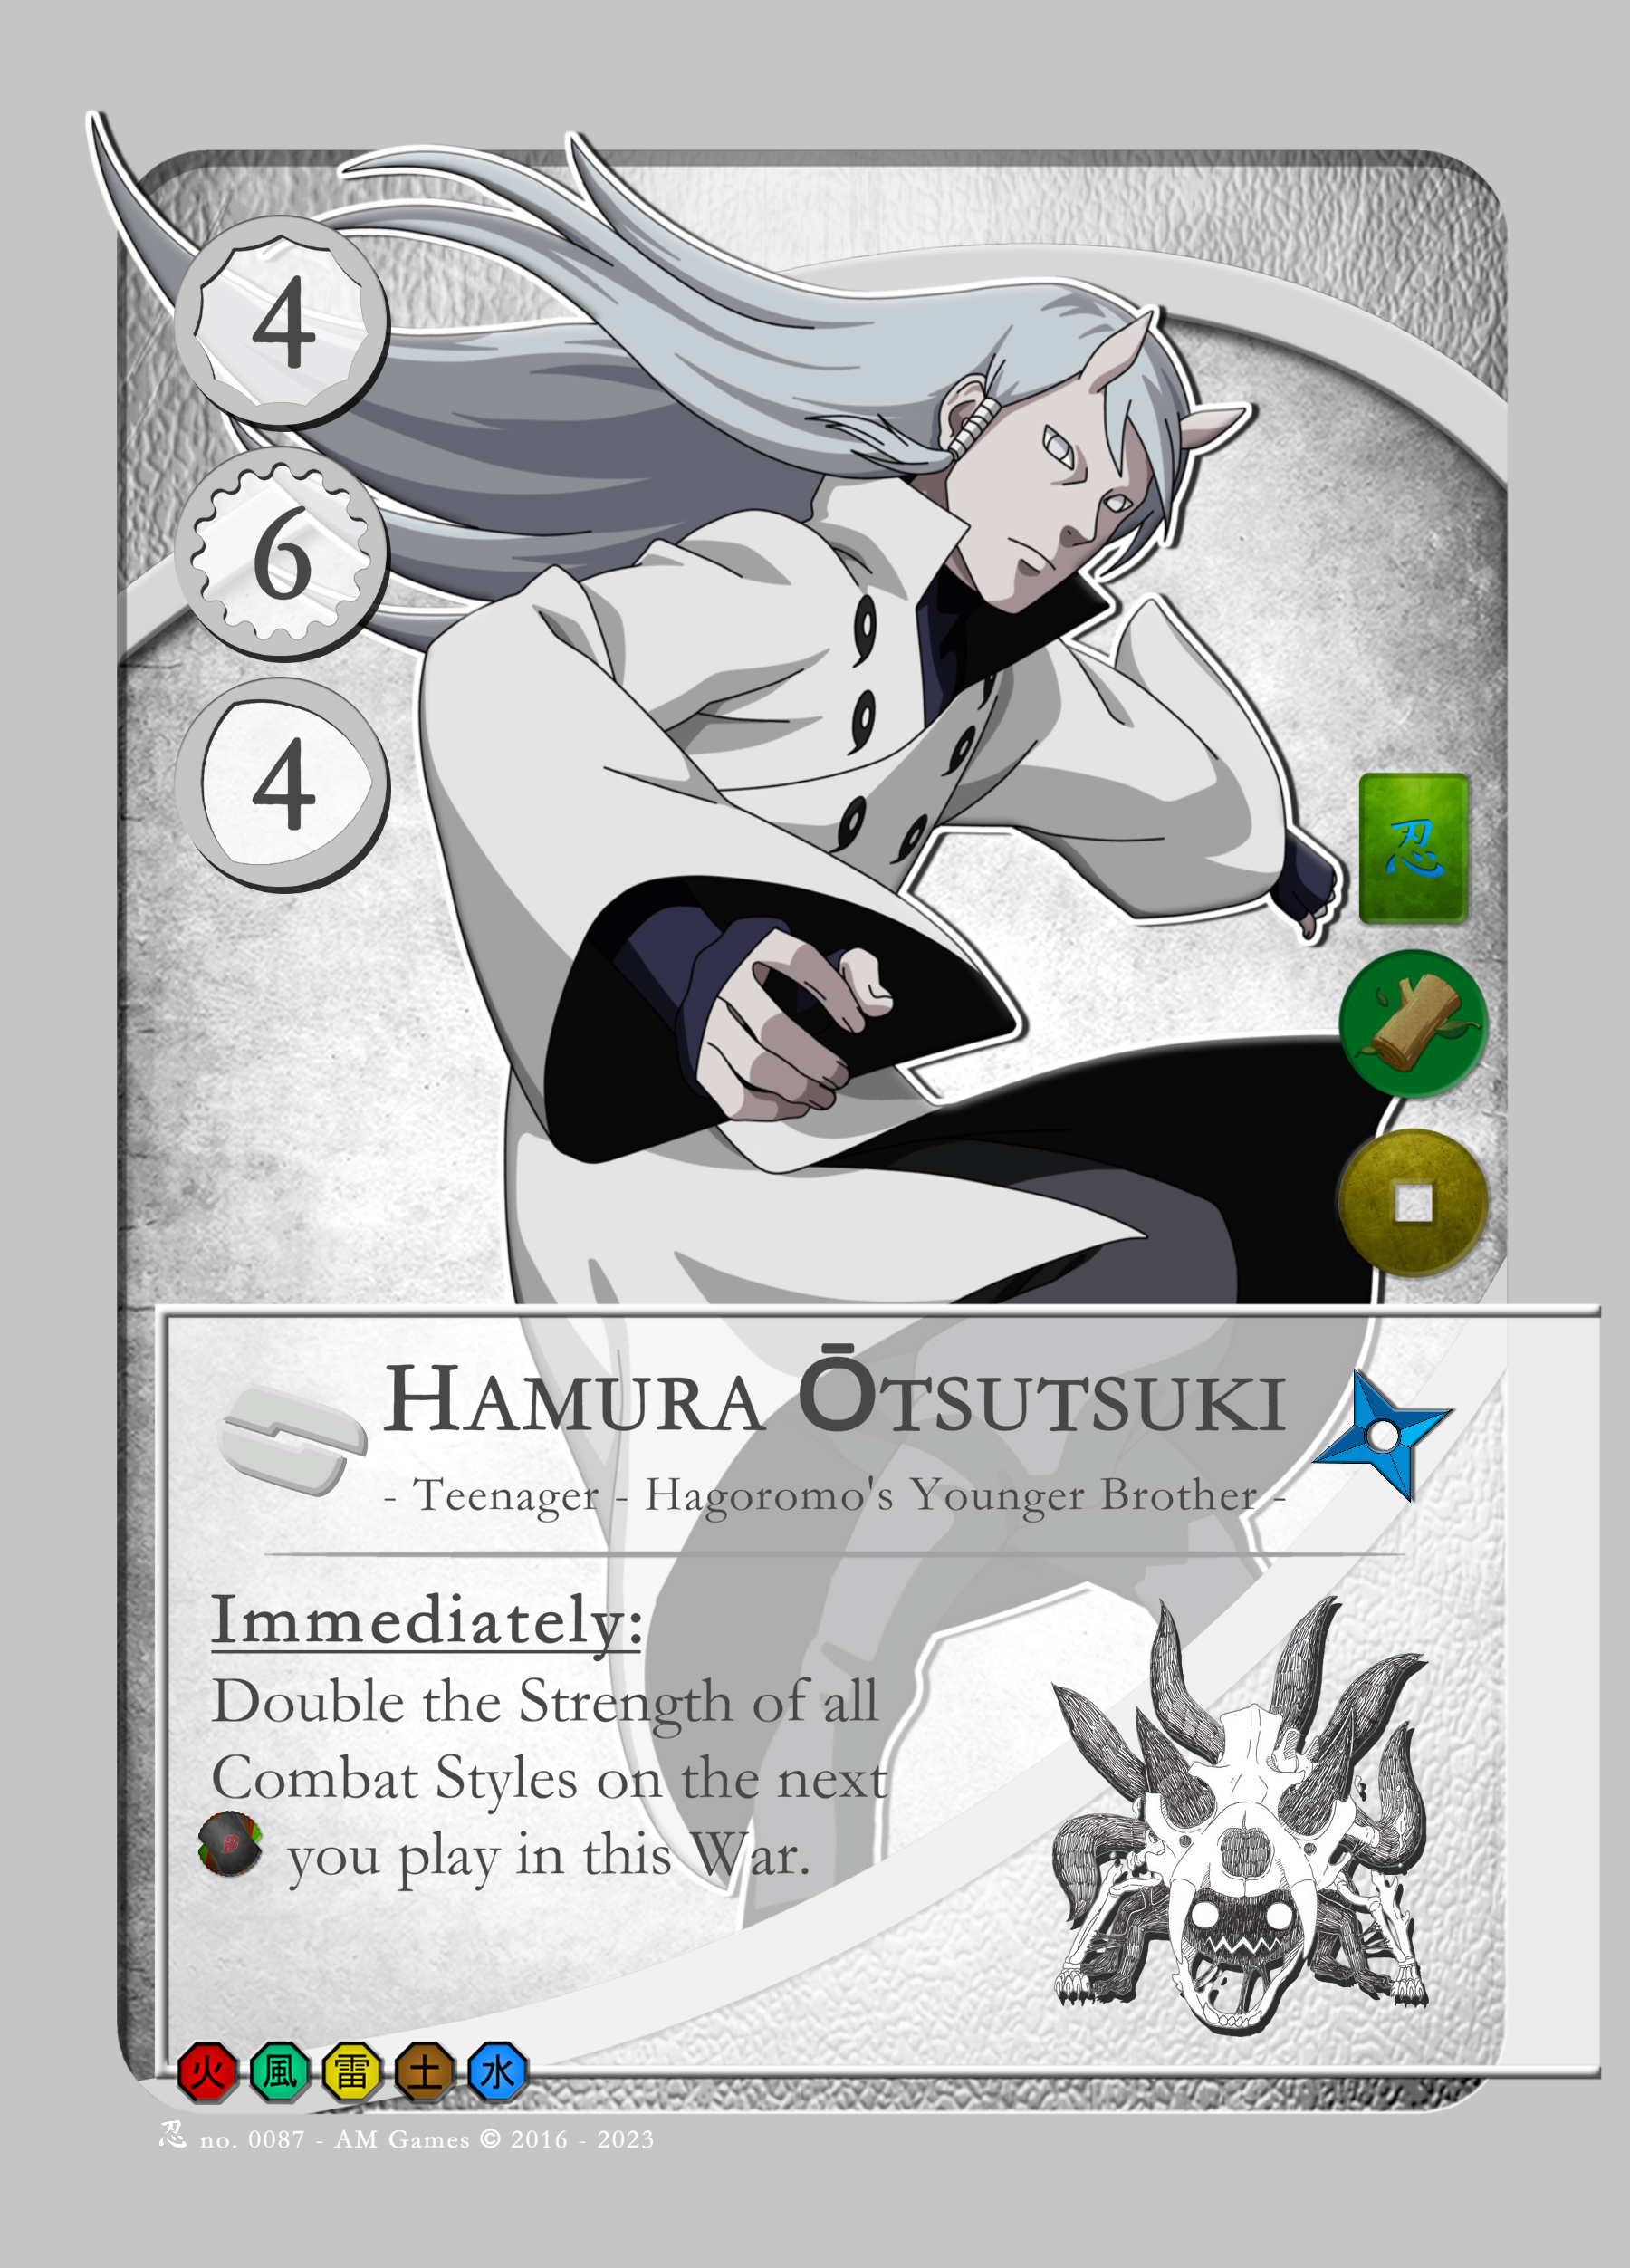 4
6
4
忍
HAMURA ŌTSUTSUKI
- Teenager - Hagoromo's Younger Brother -
Immediately:
Double the Strength of all
Combat Styles on the next
you play in this War.
火 風 雷 土 水
忍 no. 0087 - AM Games © 2016 - 2023